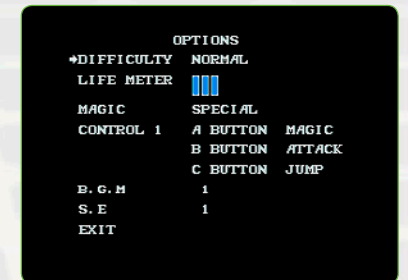 OPTIONS
DIFFICULTY NORMAL
LIFE METER
MAGIC SPECIAL
CONTROL 1 A BUTTON MAGIC
B BUTTON ATTACK
C BUTTON JUMP
B.G.M 1
S.E 1
EXIT